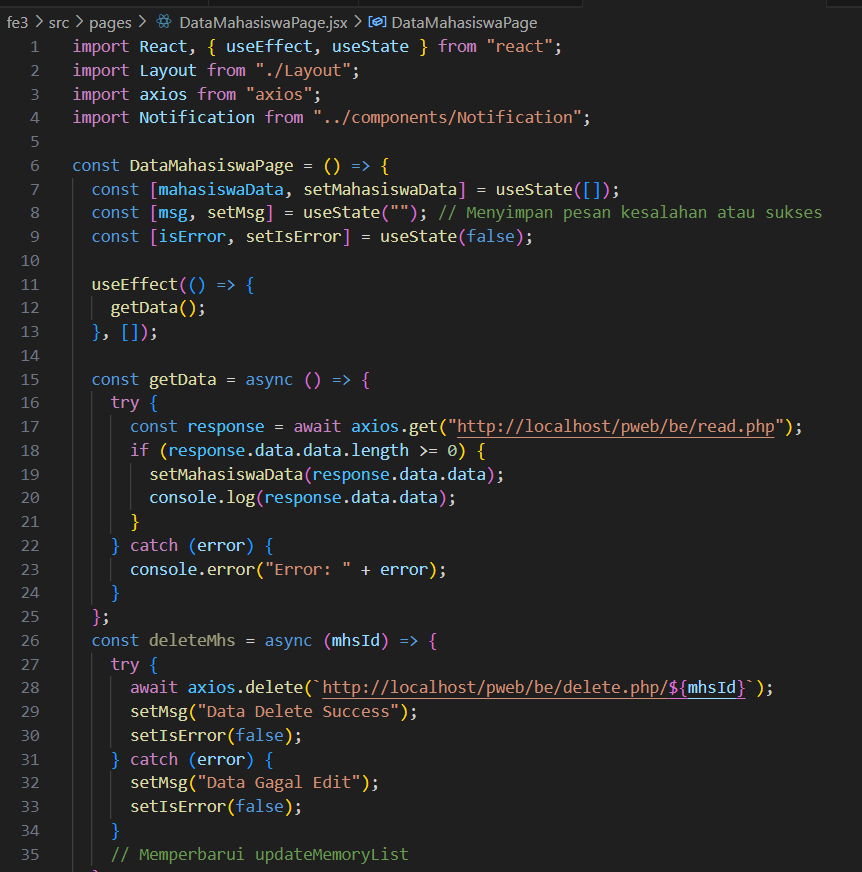 fe3 > src > pages > DataMahasiswaPage.jsx > DataMahasiswaPage
1 import React, { useEffect, useState } from "react";
2 import Layout from "./Layout";
3 import axios from "axios";
4 import Notification from "../components/Notification";
5
6 const DataMahasiswaPage = () => {
7   const [mahasiswaData, setMahasiswaData] = useState([]);
8   const [msg, setMsg] = useState(""); // Menyimpan pesan kesalahan atau sukses
9   const [isError, setIsError] = useState(false);
10
11   useEffect(() => {
12     getData();
13   }, []);
14
15   const getData = async () => {
16     try {
17       const response = await axios.get("http://localhost/pweb/be/read.php");
18       if (response.data.data.length >= 0) {
19         setMahasiswaData(response.data.data);
20         console.log(response.data.data);
21       }
22     } catch (error) {
23       console.error("Error: " + error);
24     }
25   };
26   const deleteMhs = async (mhsId) => {
27     try {
28       await axios.delete(`http://localhost/pweb/be/delete.php/${mhsId}`);
29       setMsg("Data Delete Success");
30       setIsError(false);
31     } catch (error) {
32       setMsg("Data Gagal Edit");
33       setIsError(false);
34     }
35     // Memperbarui updateMemoryList